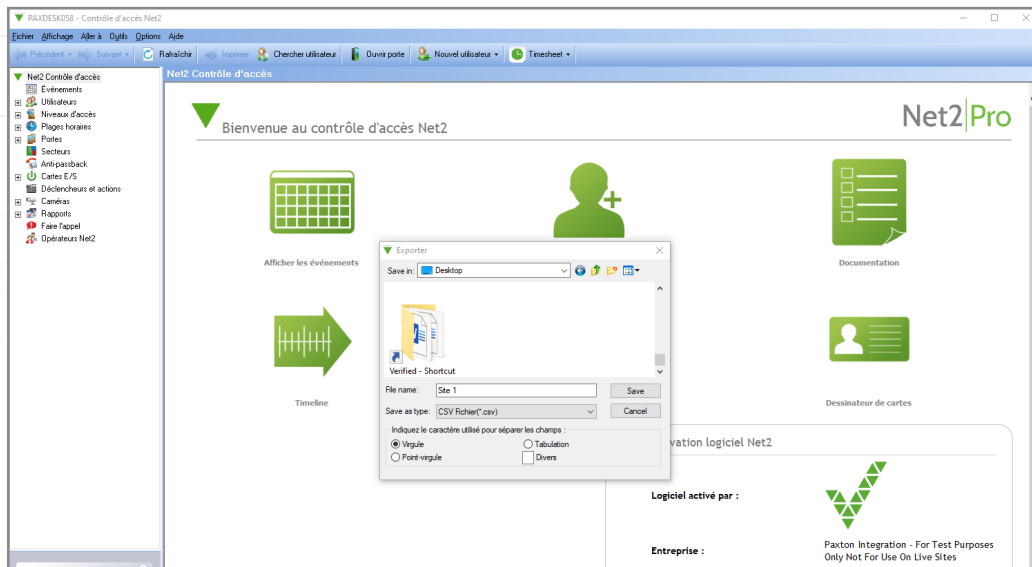 PAXDESK058 - Contrôle d'accès Net2
Fichier Affichage Aller à Outils Options Aide
Précédent Suivant Rafraîchir Imprimer Chercher utilisateur Ouvrir porte Nouvel utilisateur Timesheet
Net2 Contrôle d'accès
Événements
Utilisateurs
Niveaux d'accès
Plages horaires
Portes
Secteurs
Anti-passback
Cartes E/S
Déclencheurs et actions
Caméras
Rapports
Faire l'appel
Opérateurs Net2
Net2 Contrôle d'accès
Bienvenue au contrôle d'accès Net2
Net2 Pro
Afficher les événements
Documentation
Timeline
Dessinateur de cartes
Exporter
Save in: Desktop
Verified - Shortcut
File name: Site 1 Save
Save as type: CSV Fichier(*.csv) Cancel
Indiquez le caractère utilisé pour séparer les champs :
Virgule Tabulation
Point-virgule Divers
vation logiciel Net2
Logiciel activé par :
Entreprise : Paxton Integration - For Test Purposes
Only Not For Use On Live Sites